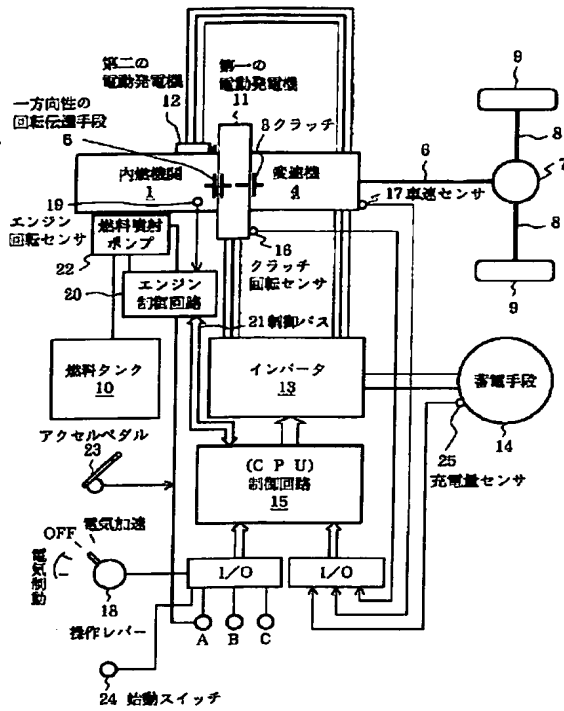 第二の
電動発電機
12
第一の
電動発電機
11
一方向性の
回転伝達手段
5
3クラッチ
内燃機関
1
変速機
4
6
9
8
7
8
9
17車速センサ
19
エンジン
回転センサ
22
燃料噴射
ポンプ
16
クラッチ
回転センサ
20
エンジン
制御回路
21制御バス
燃料タンク
10
インバータ
13
蓄電手段
14
25
充電量センサ
アクセルペダル
23
(CPU)
制御回路
15
電気加速
OFF
電気制動
18
操作レバー
I/O
I/O
A
B
C
24 始動スイッチ